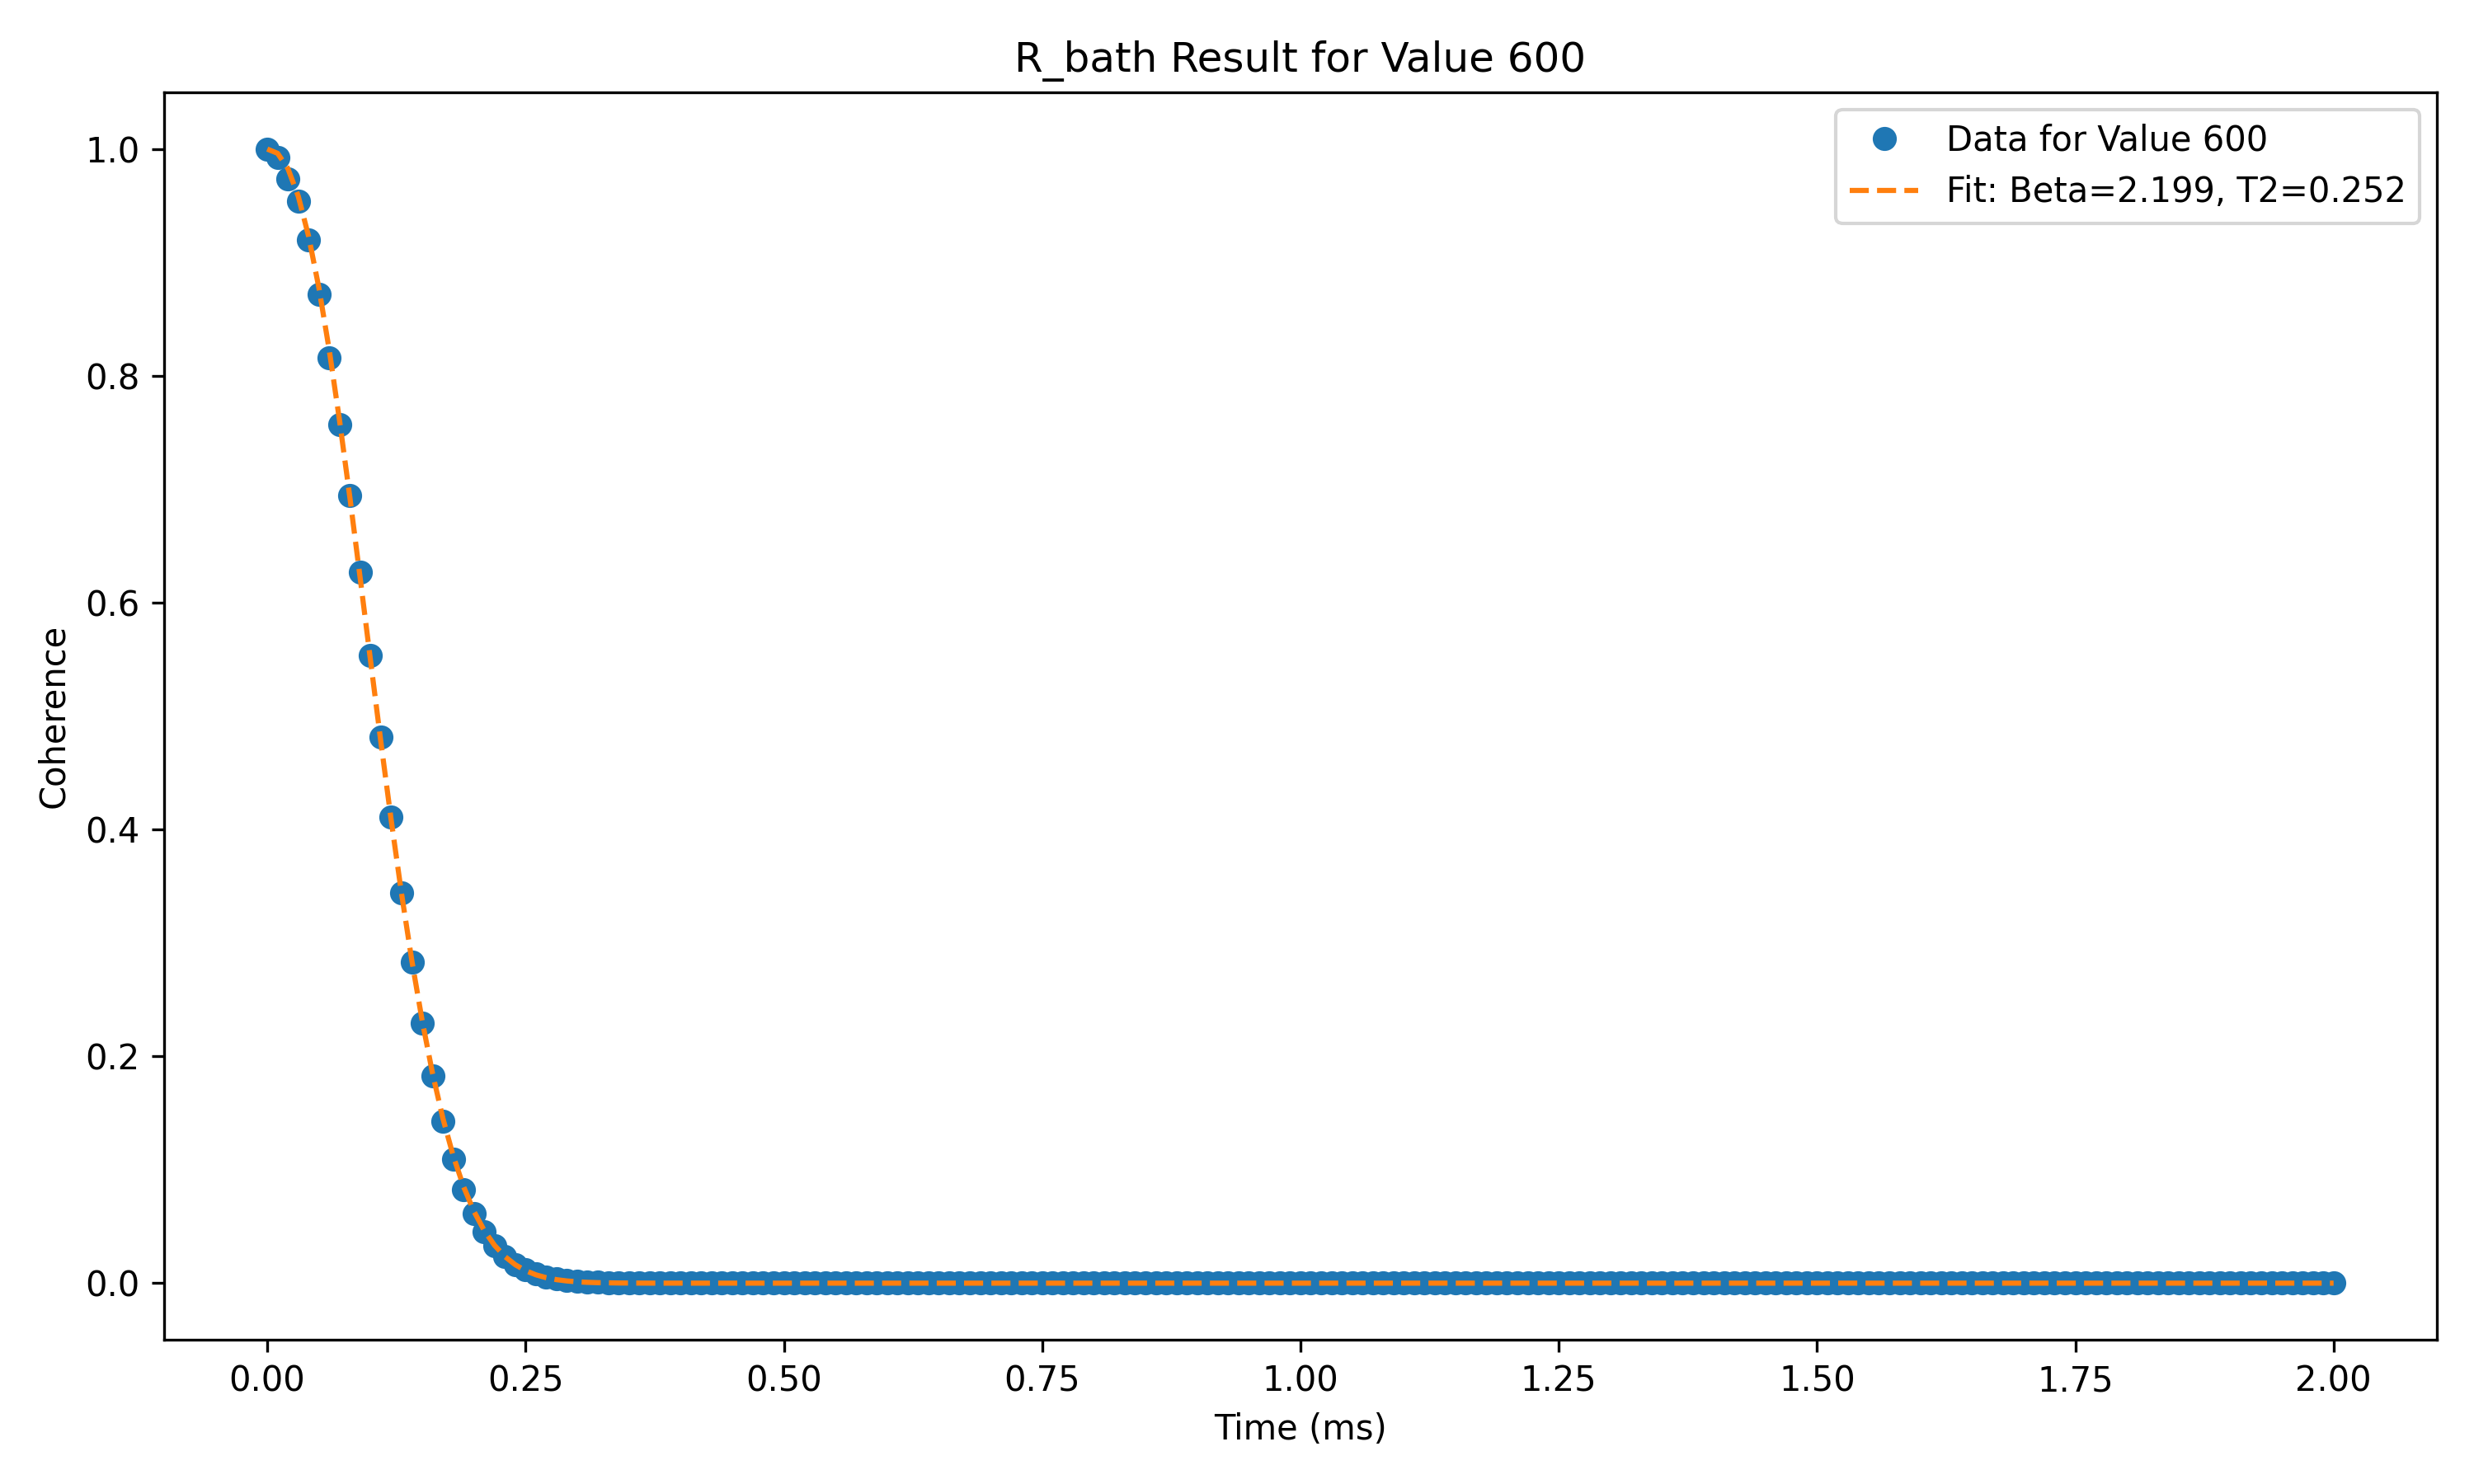 R_bath Result for Value 600
Data for Value 600
Fit: Beta=2.199, T2=0.252
1.0
0.8
0.6
0.4
0.2
0.0
Coherence
0.00 0.25 0.50 0.75 1.00 1.25 1.50 1.75 2.00
Time (ms)